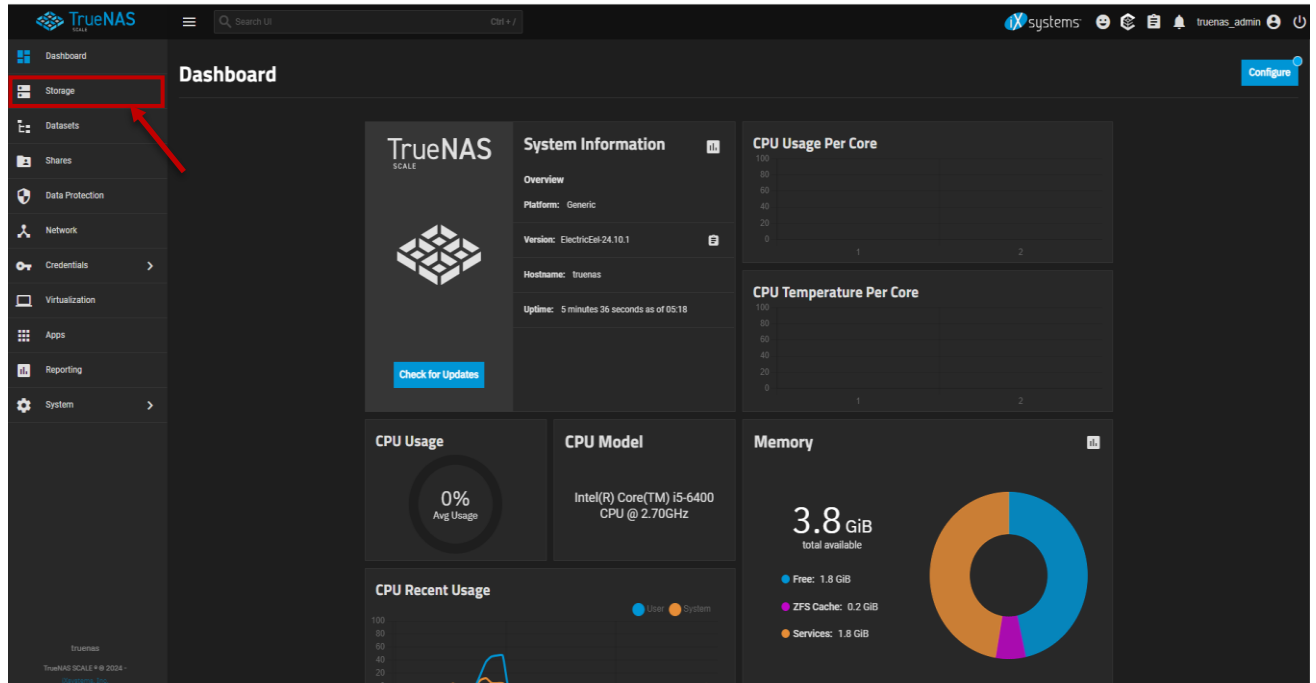 TrueNAS
SCALE
Search UI
Ctrl + /
iXsystems
truenas_admin
Dashboard
Storage
Datasets
Shares
Data Protection
Network
Credentials
Virtualization
Apps
Reporting
System
truenas
TrueNAS SCALE ® © 2024 -
Dashboard
Configure
TrueNAS
SCALE
Check for Updates
System Information
Overview
Platform: Generic
Version: ElectricEel-24.10.1
Hostname: truenas
Uptime: 5 minutes 36 seconds as of 05:18
CPU Usage Per Core
100
80
60
40
20
0
1 2
CPU Temperature Per Core
100
80
60
40
20
0
1 2
CPU Usage
0%
Avg Usage
CPU Model
Intel(R) Core(TM) i5-6400
CPU @ 2.70GHz
Memory
3.8 GiB
total available
Free: 1.8 GiB
ZFS Cache: 0.2 GiB
Services: 1.8 GiB
CPU Recent Usage
User System
100
80
60
40
20